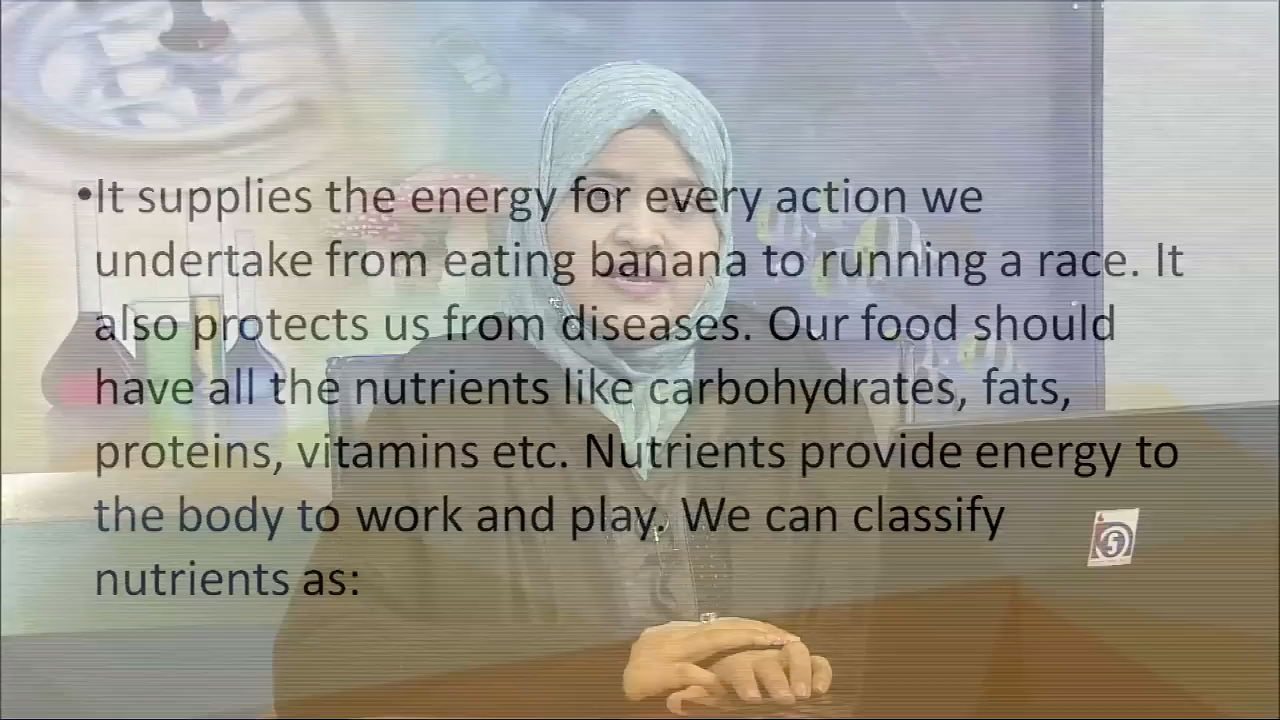 •It supplies the energy for every action we
undertake from eating banana to running a race. It
also protects us from diseases. Our food should
have all the nutrients like carbohydrates, fats,
proteins, vitamins etc. Nutrients provide energy to
the body to work and play. We can classify
nutrients as: